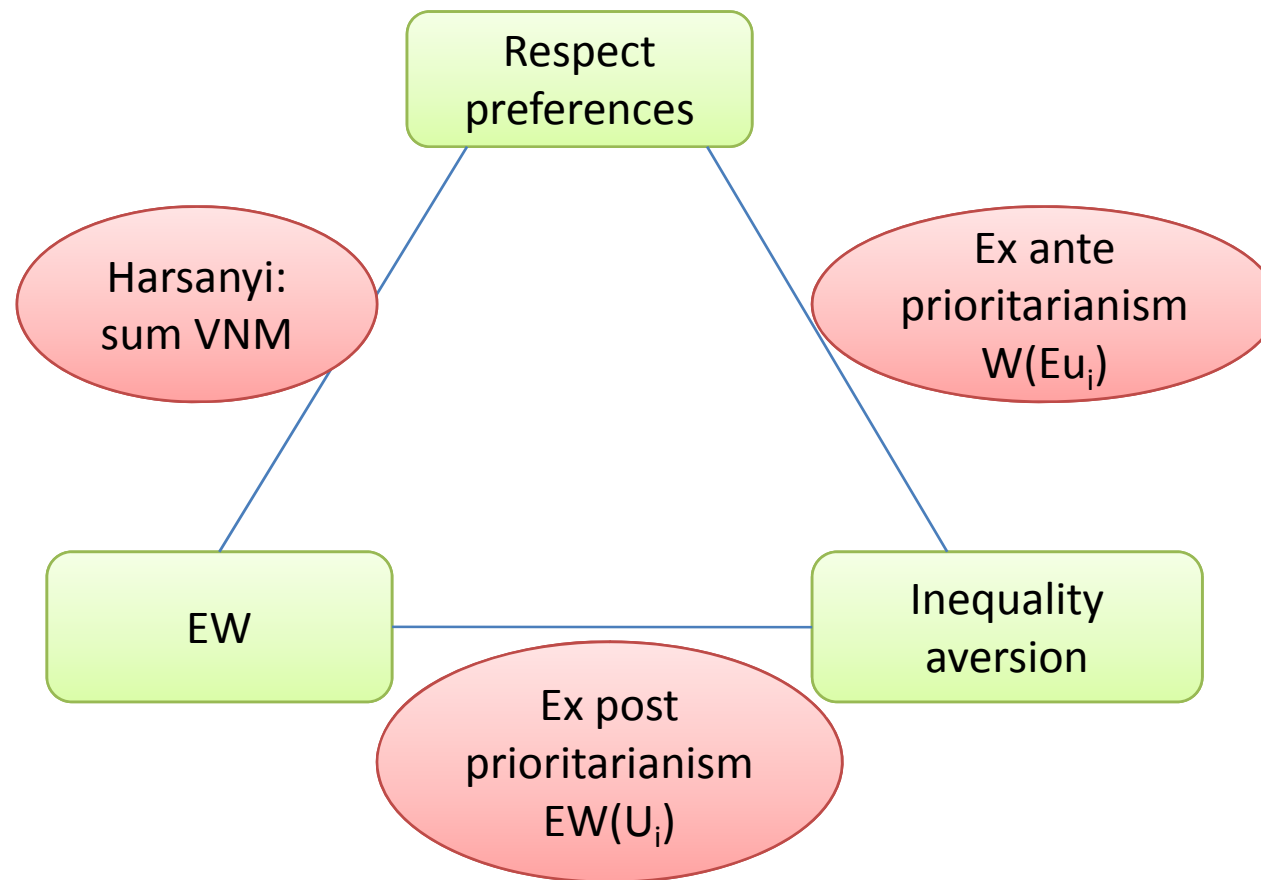 Respect
preferences
Harsanyi:
sum VNM
Ex ante
prioritarianism
W(Euᵢ)
EW
Inequality
aversion
Ex post
prioritarianism
EW(Uᵢ)